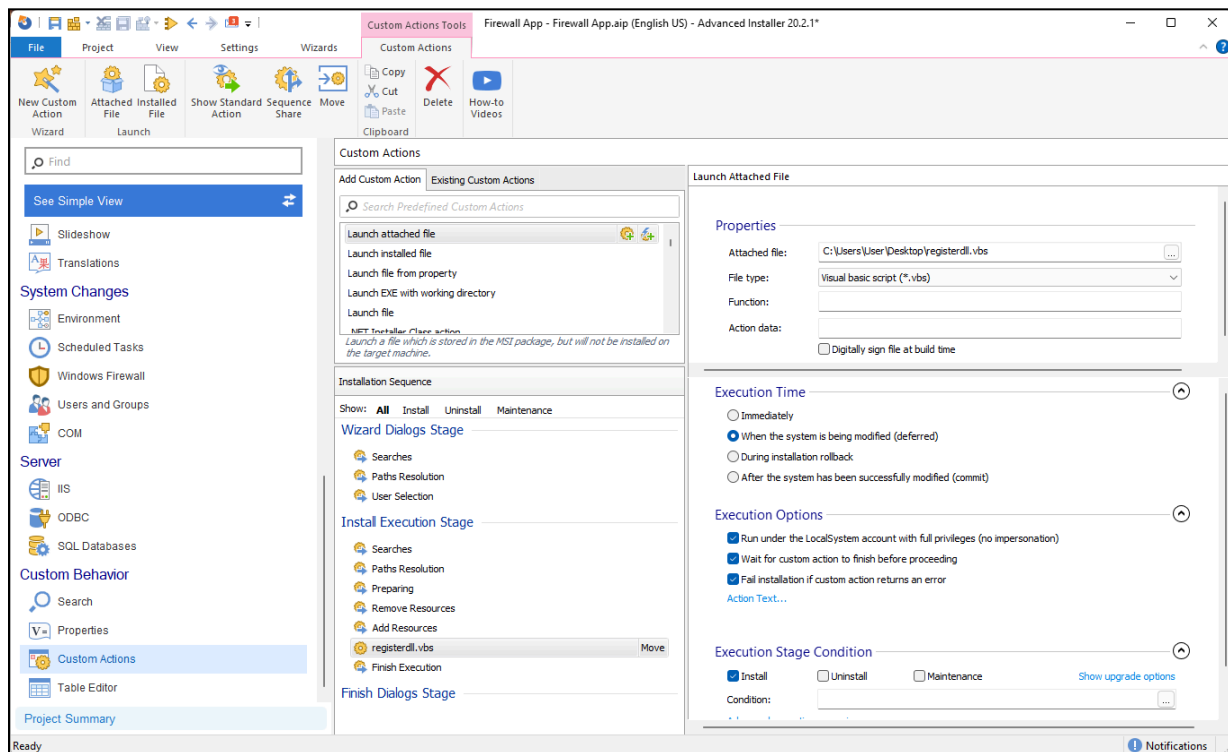 Custom Actions Tools
Firewall App - Firewall App.aip (English US) - Advanced Installer 20.2.1*
File
Project
View
Settings
Wizards
Custom Actions
New Custom Action
Attached File
Installed File
Show Standard Action
Sequence Share
Move
Copy
Cut
Paste
Delete
How-to Videos
Wizard
Launch
Clipboard
Find
See Simple View
Slideshow
Translations
System Changes
Environment
Scheduled Tasks
Windows Firewall
Users and Groups
COM
Server
IIS
ODBC
SQL Databases
Custom Behavior
Search
Properties
Custom Actions
Table Editor
Project Summary
Custom Actions
Add Custom Action
Existing Custom Actions
Search Predefined Custom Actions
Launch attached file
Launch installed file
Launch file from property
Launch EXE with working directory
Launch file
.NET Installer Class action
Launch a file which is stored in the MSI package, but will not be installed on
the target machine.
Installation Sequence
Show: All Install Uninstall Maintenance
Wizard Dialogs Stage
Searches
Paths Resolution
User Selection
Install Execution Stage
Searches
Paths Resolution
Preparing
Remove Resources
Add Resources
registerdll.vbs Move
Finish Execution
Finish Dialogs Stage
Launch Attached File
Properties
Attached file: C:\Users\User\Desktop\registerdll.vbs ...
File type: Visual basic script (*.vbs)
Function:
Action data:
Digitally sign file at build time
Execution Time
Immediately
When the system is being modified (deferred)
During installation rollback
After the system has been successfully modified (commit)
Execution Options
Run under the LocalSystem account with full privileges (no impersonation)
Wait for custom action to finish before proceeding
Fail installation if custom action returns an error
Action Text...
Execution Stage Condition
Install Uninstall Maintenance Show upgrade options
Condition: ...
Ready
Notifications